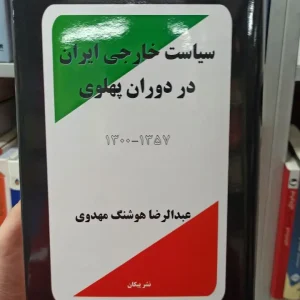 سیاست خارجی ایران
در دوران پهلوی
۱۳۰۰-۱۳۵۷
عبدالرضا هوشنگ مهدوی
نشر پیکان